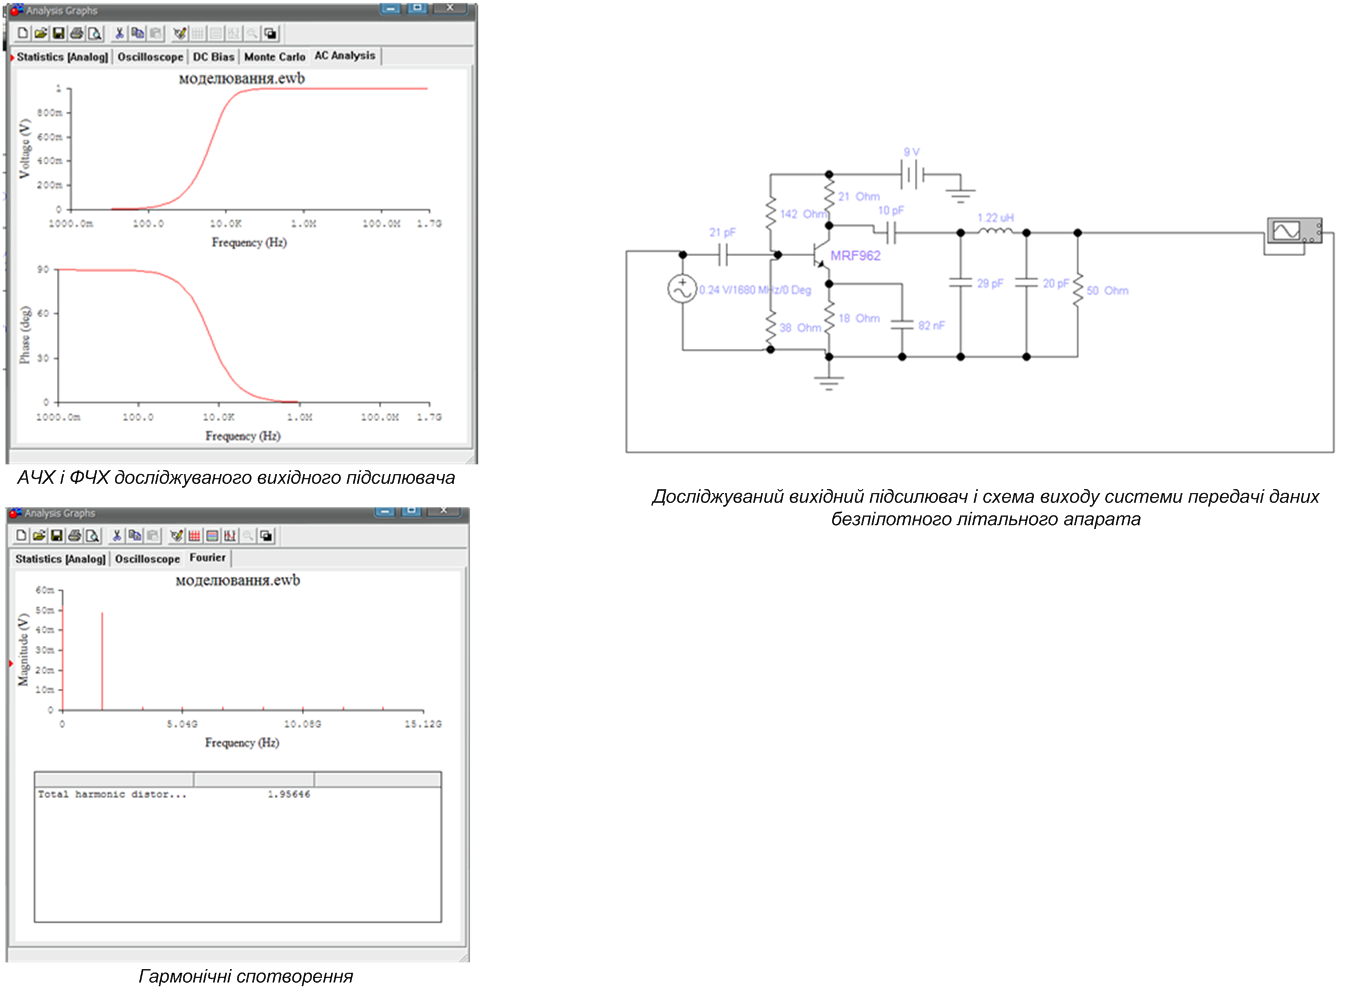 Analysis Graphs
Statistics [Analog] Oscilloscope DC Bias Monte Carlo AC Analysis
моделювання.ewb
Voltage (V)
1
800m
600m
400m
200m
0
1000.0m 100.0 10.0K 1.0M 100.0M 1.7G
Frequency (Hz)
Phase (deg)
90
60
30
0
1000.0m 100.0 10.0K 1.0M 100.0M 1.7G
Frequency (Hz)
АЧХ і ФЧХ досліджуваного вихідного підсилювача
9 V
21 Ohm
142 Ohm
10 pF
1.22 uH
21 pF
MRF962
0.24 V/1680 MHz/0 Deg
29 pF
20 pF
50 Ohm
38 Ohm
18 Ohm
82 nF
Досліджуваний вихідний підсилювач і схема виходу системи передачі даних
безпілотного літального апарата
Analysis Graphs
Statistics [Analog] Oscilloscope Fourier
моделювання.ewb
Magnitude (V)
60m
50m
40m
30m
20m
10m
0
0 5.04G 10.08G 15.12G
Frequency (Hz)
Total harmonic distor... 1.95646
Гармонічні спотворення